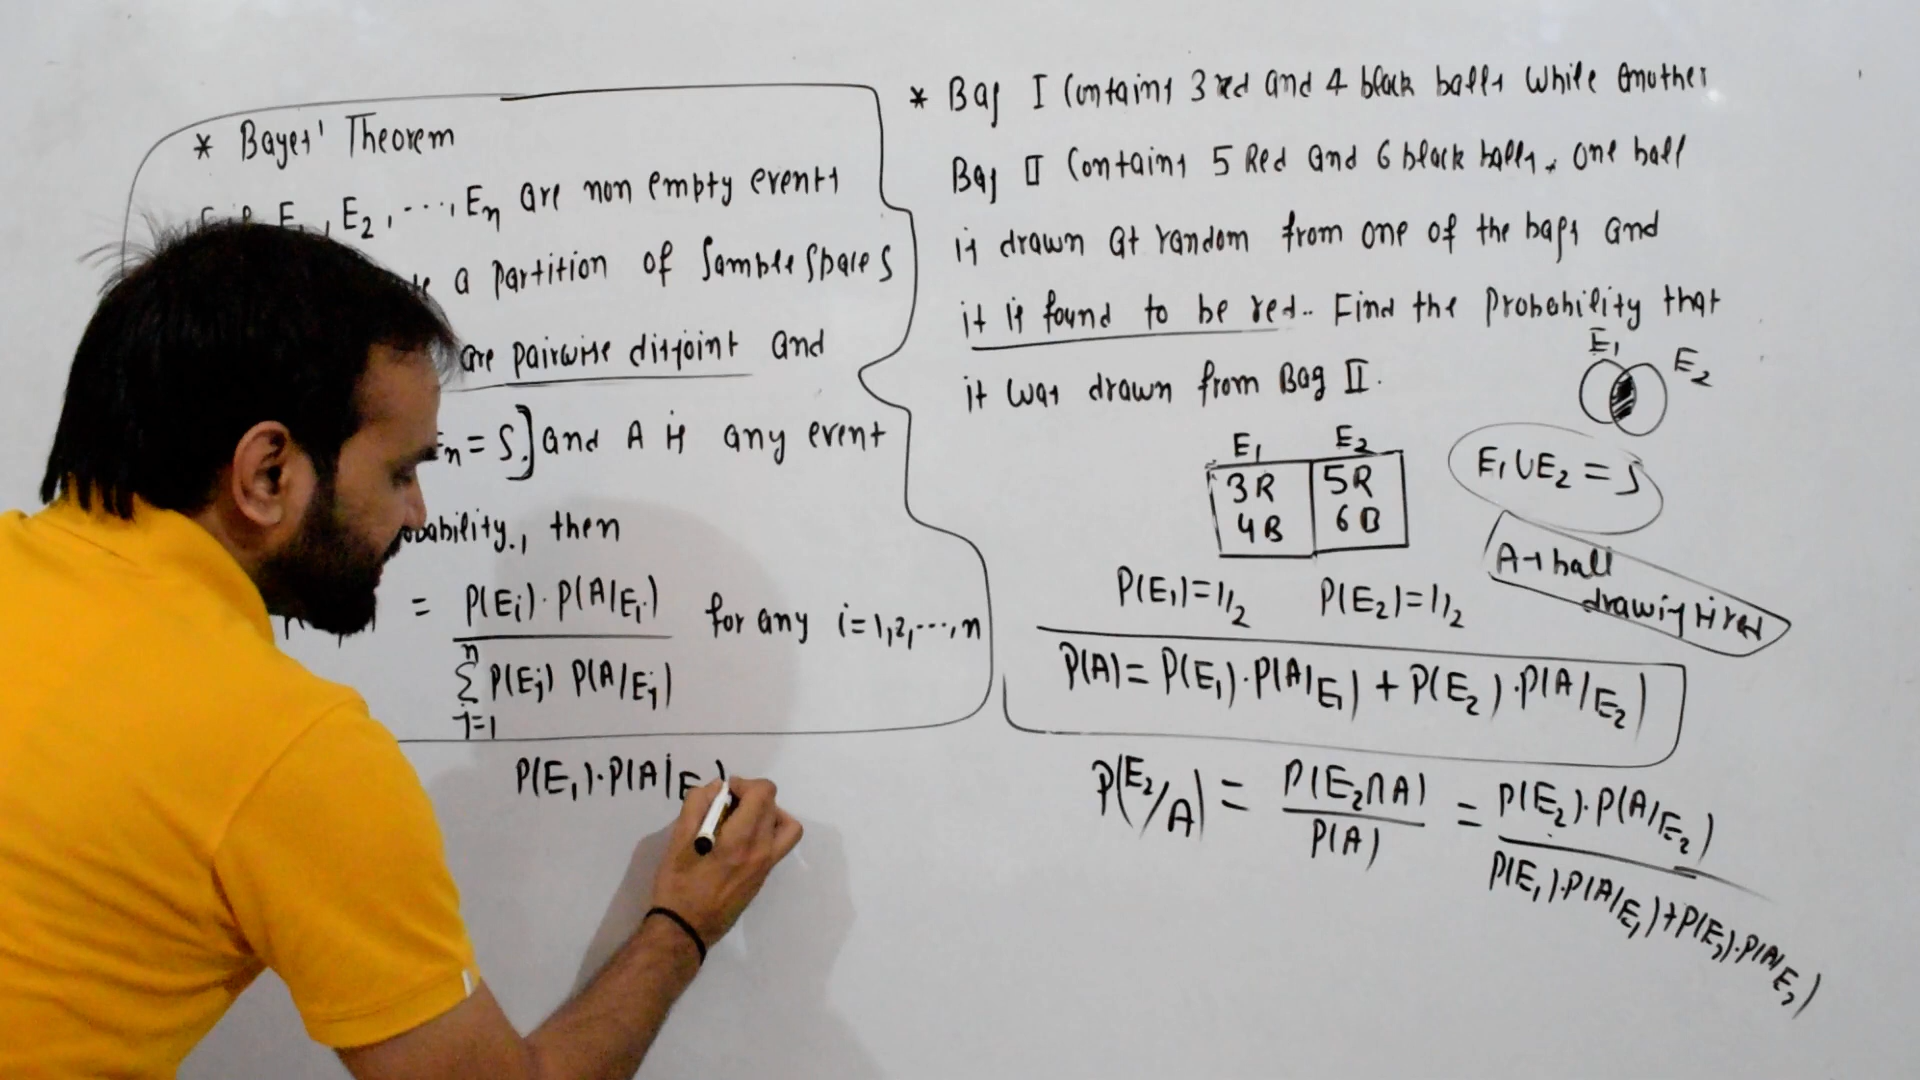 * Bayes' Theorem
E₁, E₂, ..., Eₙ are non empty events
a partition of Sample Spaces
are pairwise disjoint and
Eₙ = S.] and A is any event
probability., then
= P(Eᵢ)·P(A|Eᵢ) / Σⁿⱼ₌₁ P(Eⱼ) P(A/Eⱼ) for any i=1,2,...,n
P(E₁)·P(A|E
* Bag I Contains 3 red and 4 black balls while another
Bag II Contains 5 Red and 6 black balls. one ball
is drawn at random from one of the bags and
it is found to be red.. Find the Probability that
it was drawn from Bag II.
E₁ E₂
E₁ E₂
3R 5R
4B 6B
E₁UE₂ = S
A→ball
drawing is red
P(E₁)=1/2 P(E₂)=1/2
P(A)= P(E₁)·P(A|E₁) + P(E₂)·P(A/E₂)
P(E₂/A) = P(E₂∩A) / P(A) = P(E₂)·P(A/E₂) / P(E₁)·P(A/E₁)+P(E₂)·P(A/E₂)